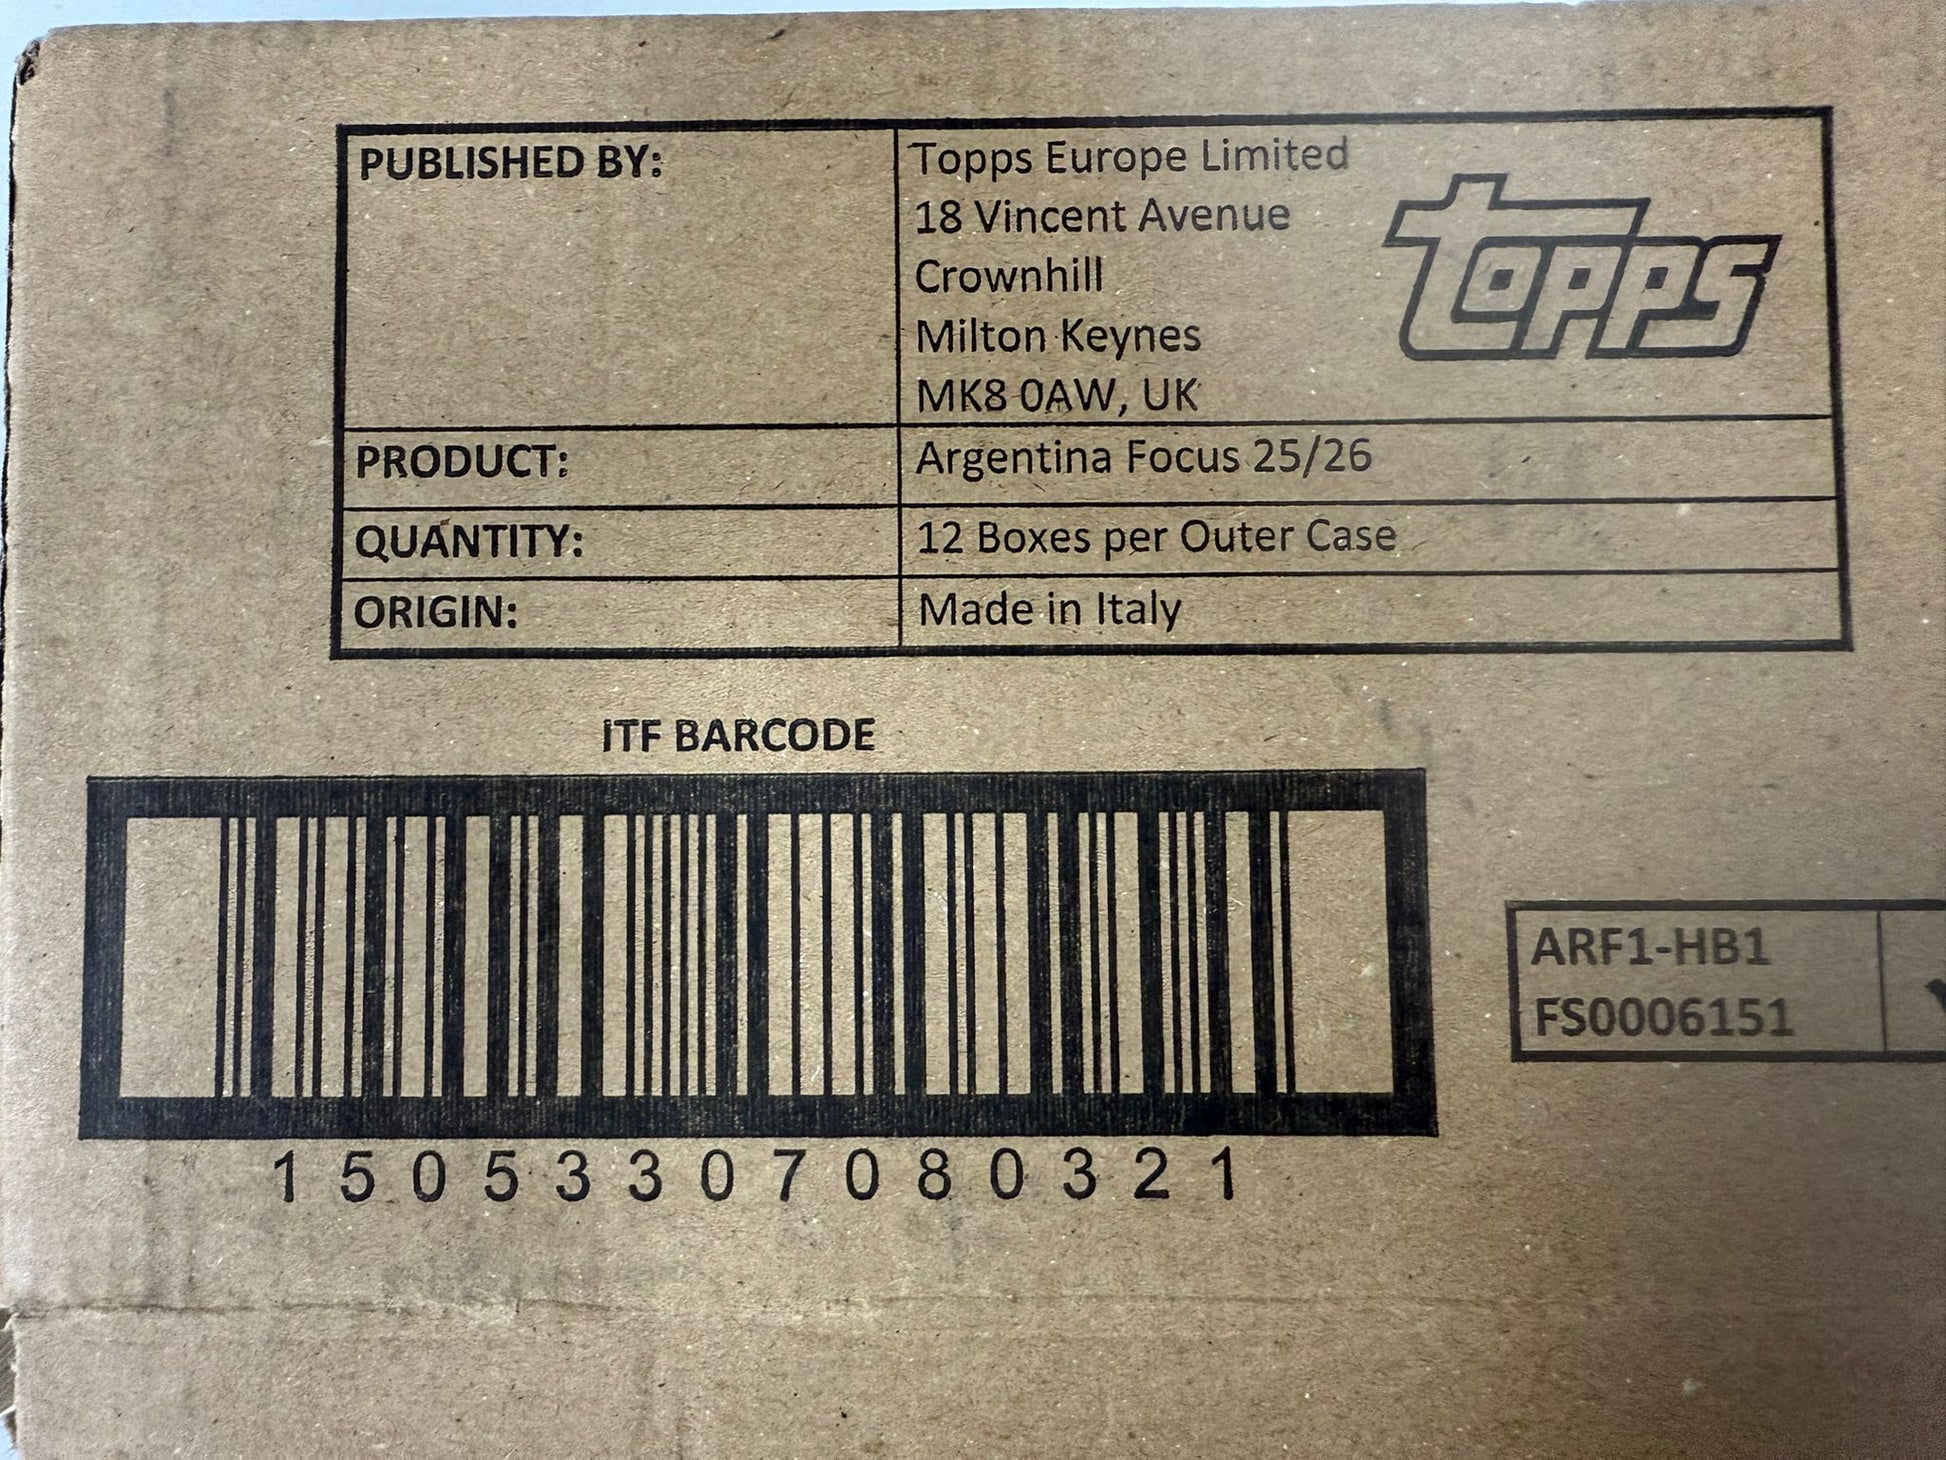 PUBLISHED BY:
Topps Europe Limited
18 Vincent Avenue
Crownhill
Milton Keynes
MK8 0AW, UK
Topps
PRODUCT:
Argentina Focus 25/26
QUANTITY:
12 Boxes per Outer Case
ORIGIN:
Made in Italy
ITF BARCODE
15053307080321
ARF1-HB1
FS0006151